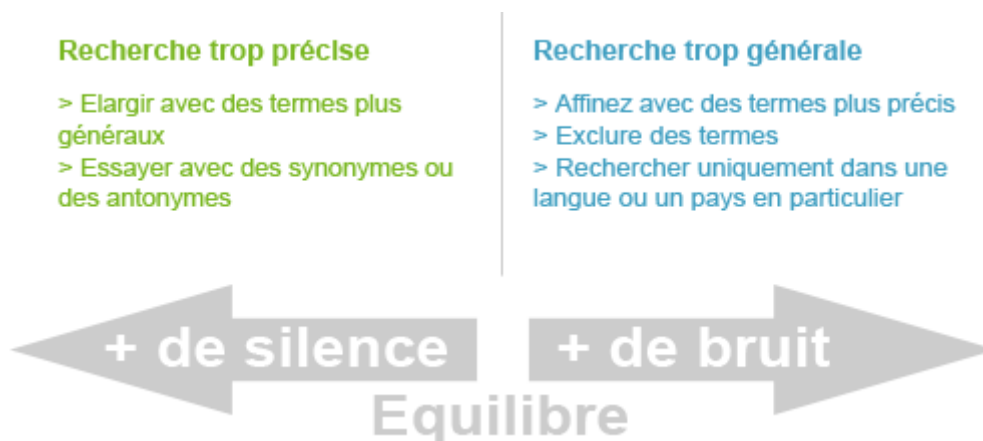 Recherche trop précise
> Elargir avec des termes plus
généraux
> Essayer avec des synonymes ou
des antonymes
Recherche trop générale
> Affinez avec des termes plus précis
> Exclure des termes
> Rechercher uniquement dans une
langue ou un pays en particulier
+ de silence
+ de bruit
Equilibre